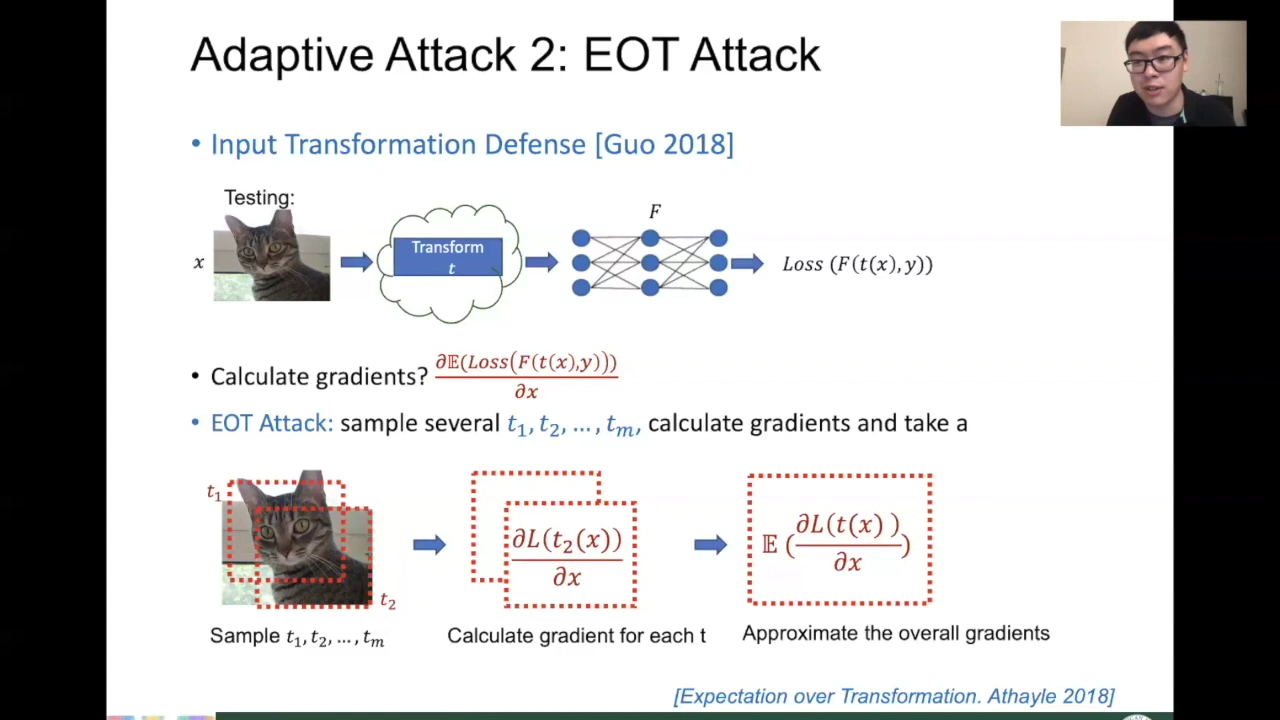 Adaptive Attack 2: EOT Attack
• Input Transformation Defense [Guo 2018]
Testing:
x
Transform
t
F
Loss (F(t(x),y))
• Calculate gradients? ∂𝔼(Loss(F(t(x),y))) / ∂x
• EOT Attack: sample several t₁, t₂, ..., tₘ, calculate gradients and take a
t₁
t₂
∂L(t₂(x)) / ∂x
𝔼 (∂L(t(x)) / ∂x)
Sample t₁, t₂, ..., tₘ
Calculate gradient for each t
Approximate the overall gradients
[Expectation over Transformation. Athayle 2018]